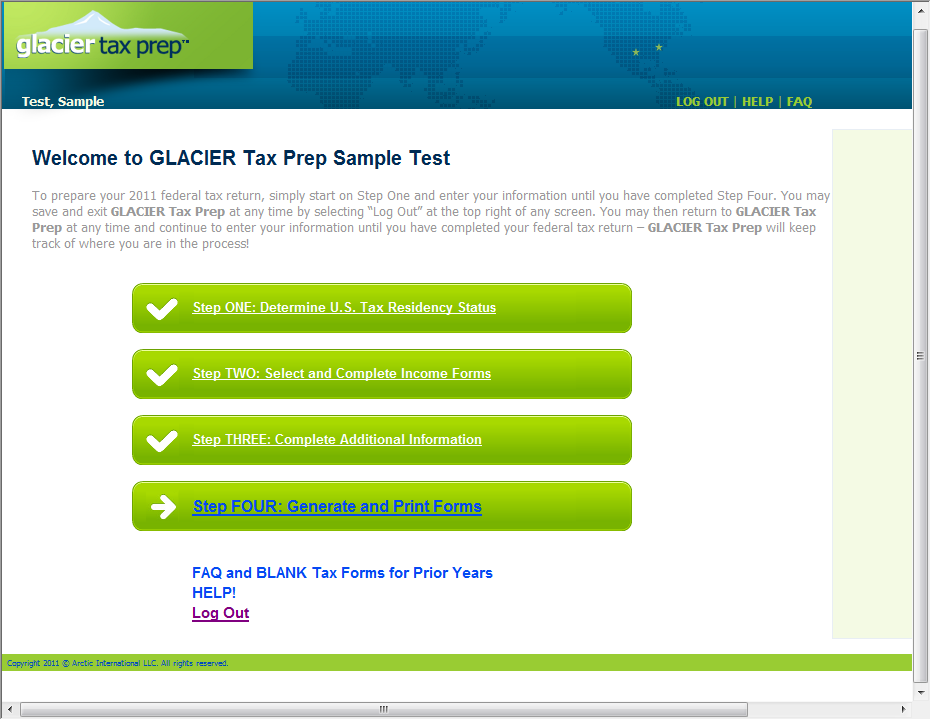 glacier tax prep™
Test, Sample
LOG OUT | HELP | FAQ
Welcome to GLACIER Tax Prep Sample Test
To prepare your 2011 federal tax return, simply start on Step One and enter your information until you have completed Step Four. You may
save and exit GLACIER Tax Prep at any time by selecting “Log Out” at the top right of any screen. You may then return to GLACIER Tax
Prep at any time and continue to enter your information until you have completed your federal tax return – GLACIER Tax Prep will keep
track of where you are in the process!
Step ONE: Determine U.S. Tax Residency Status
Step TWO: Select and Complete Income Forms
Step THREE: Complete Additional Information
Step FOUR: Generate and Print Forms
FAQ and BLANK Tax Forms for Prior Years
HELP!
Log Out
Copyright 2011 © Arctic International LLC. All rights reserved.